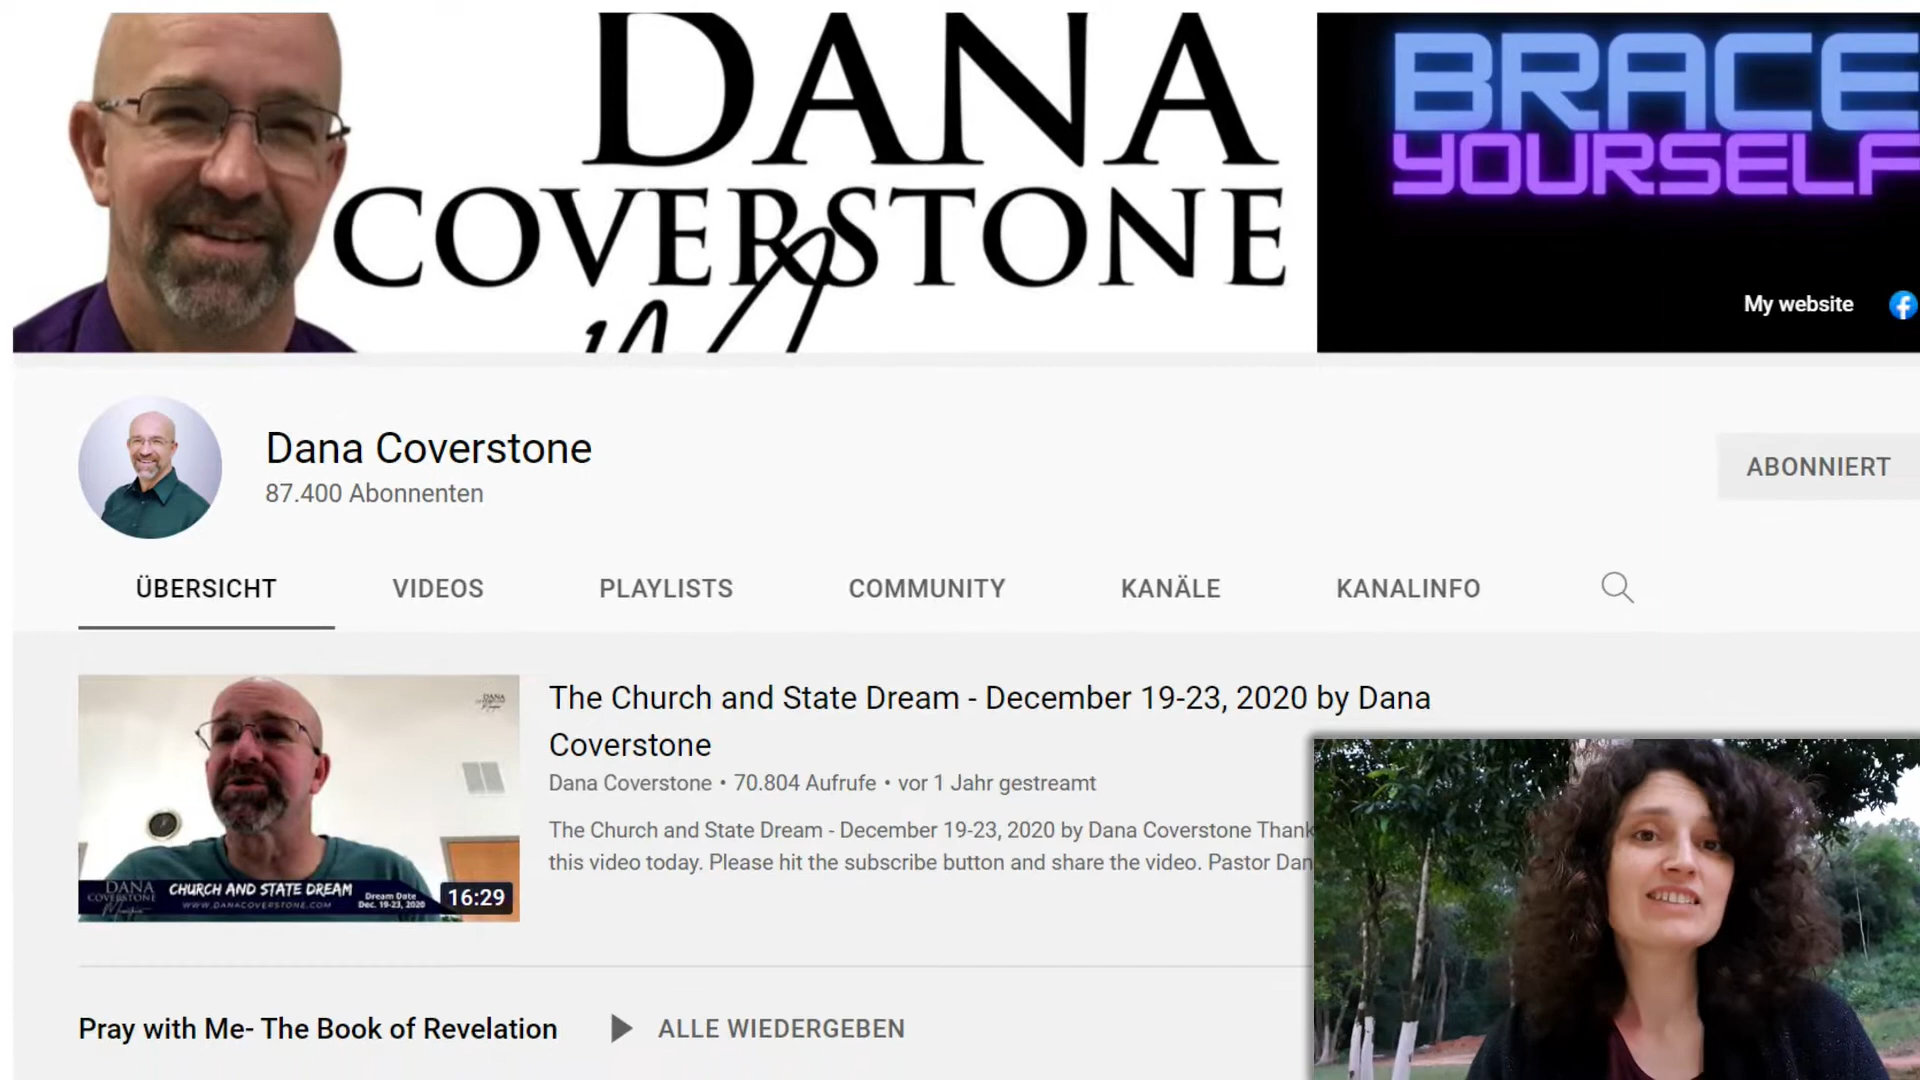 DANA
COVERSTONE
BRACE
YOURSELF
My website
Dana Coverstone
87.400 Abonnenten
ABONNIERT
ÜBERSICHT
VIDEOS
PLAYLISTS
COMMUNITY
KANÄLE
KANALINFO
The Church and State Dream - December 19-23, 2020 by Dana
Coverstone
Dana Coverstone • 70.804 Aufrufe • vor 1 Jahr gestreamt
The Church and State Dream - December 19-23, 2020 by Dana Coverstone Thank
this video today. Please hit the subscribe button and share the video. Pastor Dan
DANA
COVERSTONE
CHURCH AND STATE DREAM
WWW.DANACOVERSTONE.COM
Dream Date
Dec. 19-23, 2020
16:29
Pray with Me- The Book of Revelation
ALLE WIEDERGEBEN